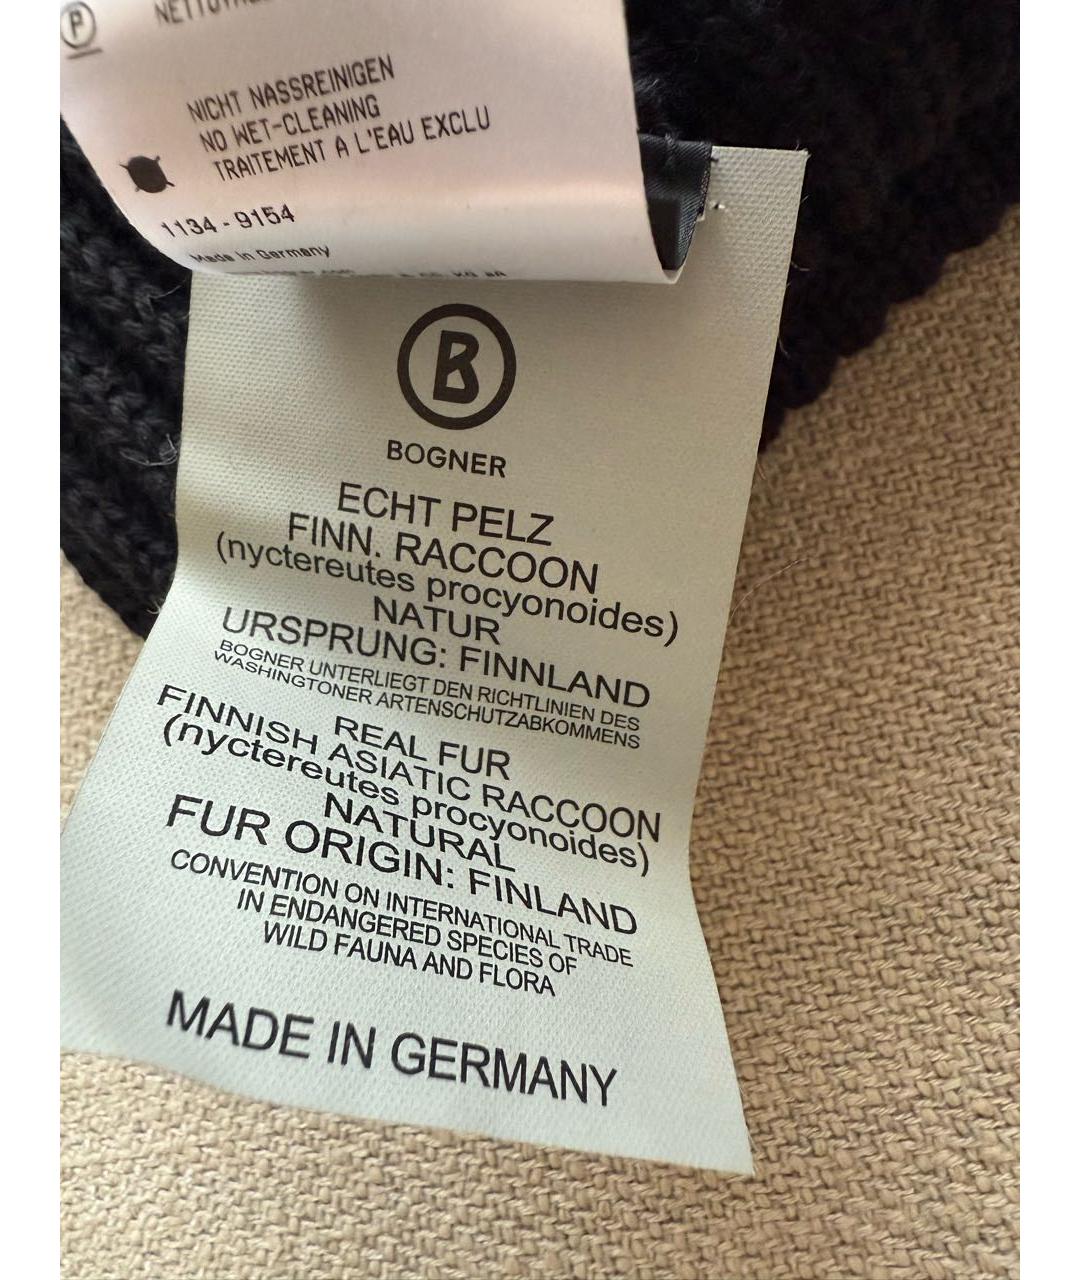 P
NICHT NASSREINIGEN
NO WET-CLEANING
TRAITEMENT A L'EAU EXCLU
1134 - 9154
Made in Germany
B
BOGNER
ECHT PELZ
FINN. RACCOON
(nyctereutes procyonoides)
NATUR
URSPRUNG: FINNLAND
BOGNER UNTERLIEGT DEN RICHTLINIEN DES
WASHINGTONER ARTENSCHUTZABKOMMENS
REAL FUR
FINNISH ASIATIC RACCOON
(nyctereutes procyonoides)
NATURAL
FUR ORIGIN: FINLAND
CONVENTION ON INTERNATIONAL TRADE
IN ENDANGERED SPECIES OF
WILD FAUNA AND FLORA
MADE IN GERMANY